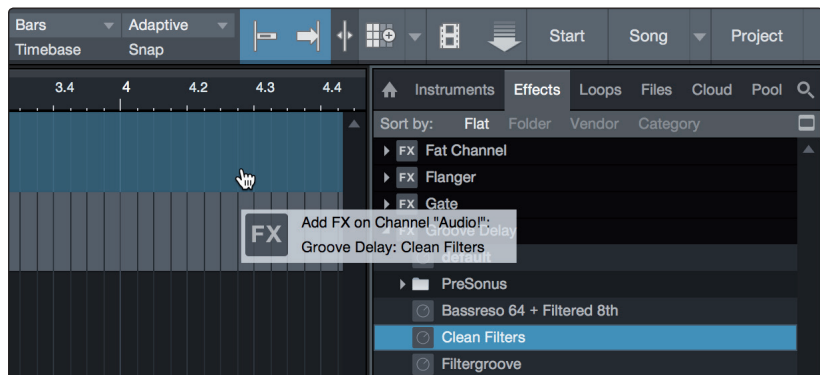 Bars
Adaptive
Timebase
Snap
Start
Song
Project
3.4
4
4.2
4.3
4.4
Instruments
Effects
Loops
Files
Cloud
Pool
Sort by:
Flat
Folder
Vendor
Category
FX Fat Channel
FX Flanger
FX Gate
FX Groove Delay
FX
Add FX on Channel "Audio!":
Groove Delay: Clean Filters
default
PreSonus
Bassreso 64 + Filtered 8th
Clean Filters
Filtergroove